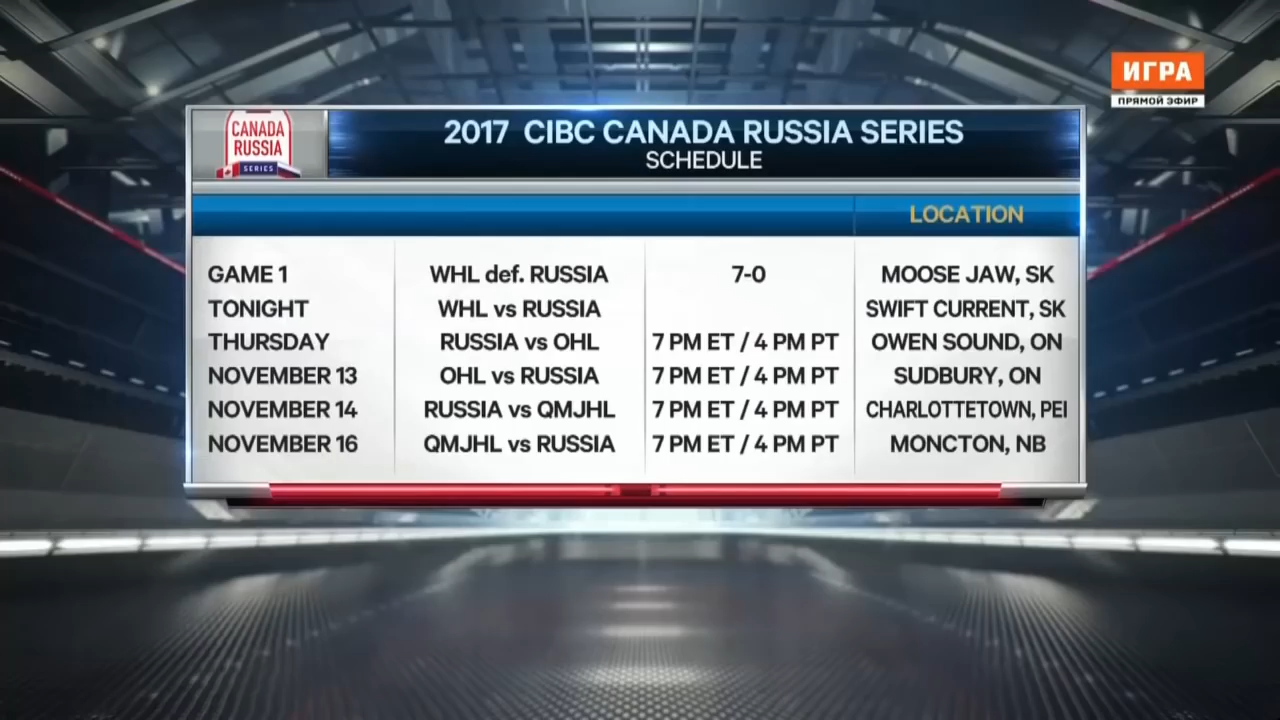 ИГРА
ПРЯМОЙ ЭФИР
CANADA
RUSSIA
SERIES
2017 CIBC CANADA RUSSIA SERIES
SCHEDULE
LOCATION
GAME 1 WHL def. RUSSIA 7-0 MOOSE JAW, SK
TONIGHT WHL vs RUSSIA SWIFT CURRENT, SK
THURSDAY RUSSIA vs OHL 7 PM ET / 4 PM PT OWEN SOUND, ON
NOVEMBER 13 OHL vs RUSSIA 7 PM ET / 4 PM PT SUDBURY, ON
NOVEMBER 14 RUSSIA vs QMJHL 7 PM ET / 4 PM PT CHARLOTTETOWN, PEI
NOVEMBER 16 QMJHL vs RUSSIA 7 PM ET / 4 PM PT MONCTON, NB